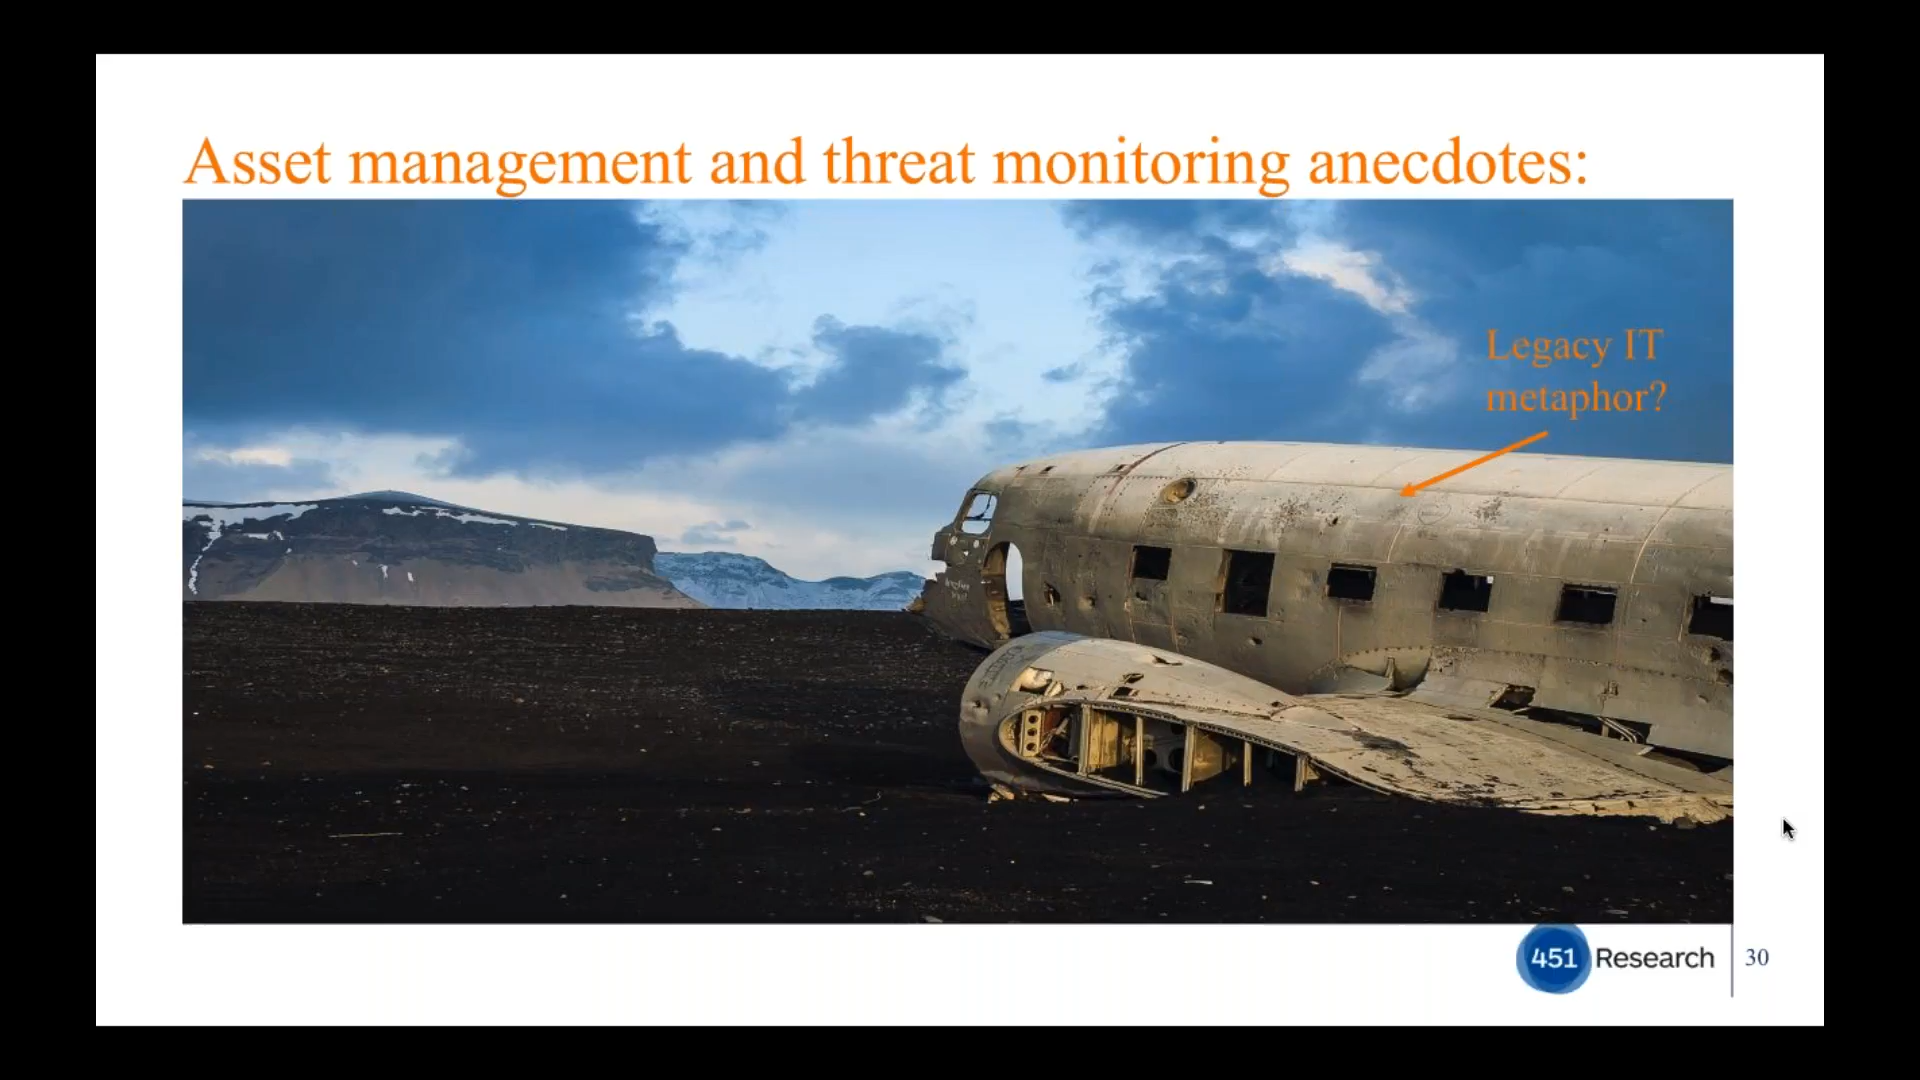 Asset management and threat monitoring anecdotes:
Legacy IT
metaphor?
451 Research
30